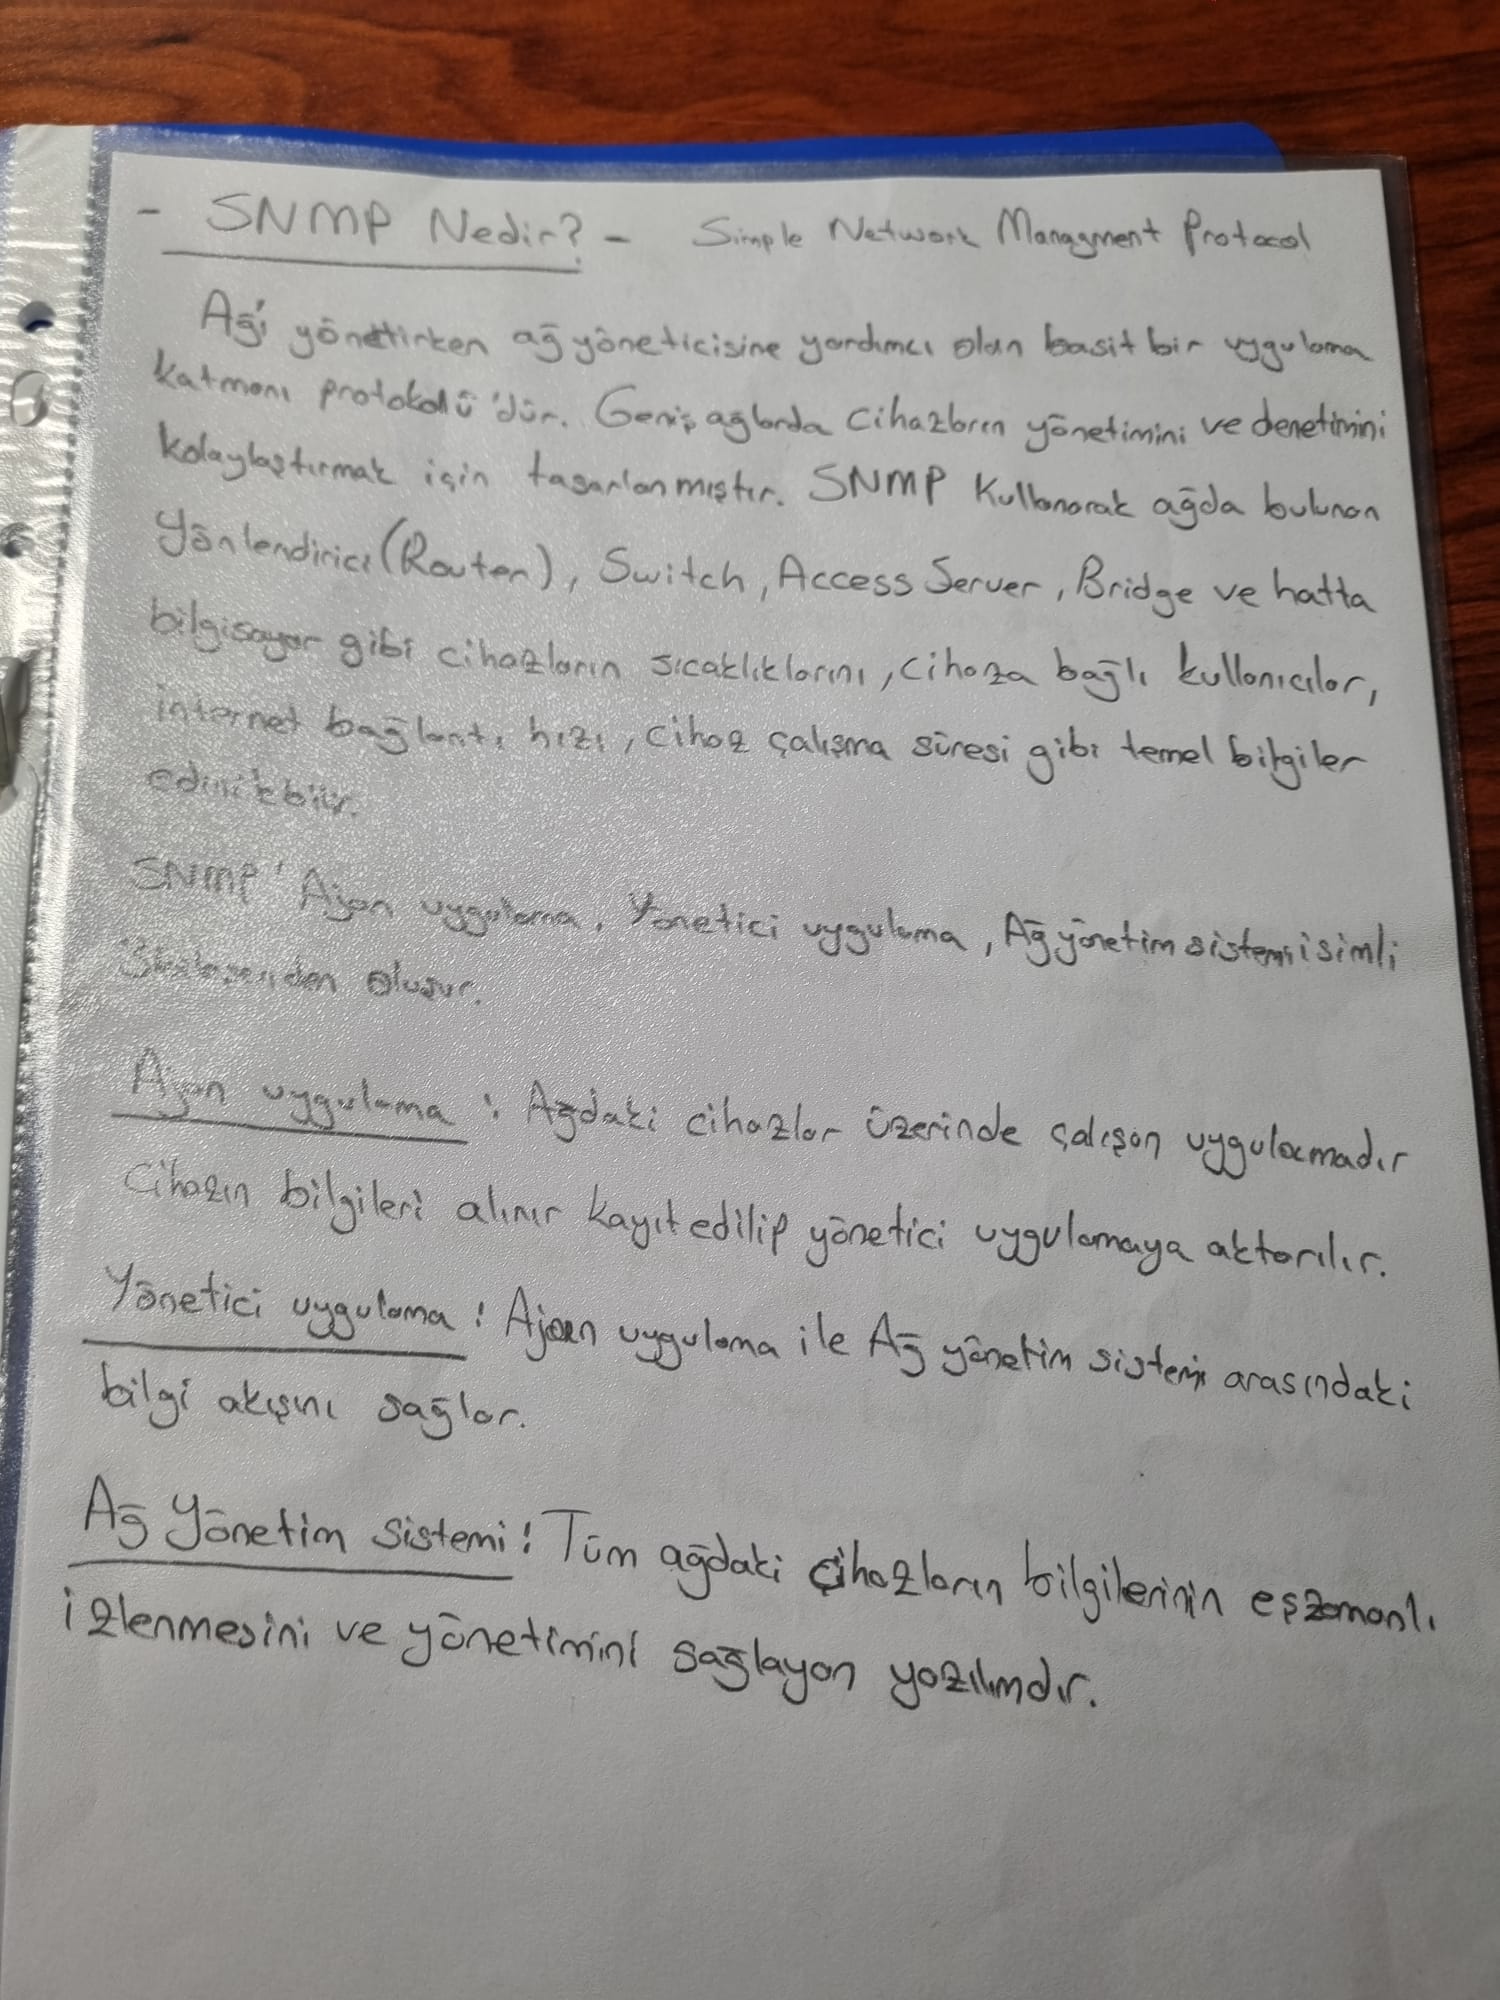 - SNMP Nedir? - Simple Network Managment Protocol
Ağ'ı yönetirken ağ yöneticisine yardımcı olan basit bir uygulama
katmanı protokolü'dür. Geniş ağlarda cihazların yönetimini ve denetimini
kolaylaştırmak için tasarlanmıştır. SNMP Kullanarak ağda bulunan
Yönlendirici (Router), Switch, Access Server, Bridge ve hatta
bilgisayar gibi cihazların sıcaklıklarını, cihaza bağlı kullanıcılar,
internet bağlantı hızı, cihaz çalışma süresi gibi temel bilgiler
edinilebilir.
SNMP' Ajan uygulama, Yönetici uygulama, Ağ yönetim sistemi isimli
oluşur.
Ajan uygulama : Ağdaki cihazlar üzerinde çalışan uygulamadır
Cihazın bilgileri alınır kayıt edilip yönetici uygulamaya aktarılır.
Yönetici uygulama : Ajan uygulama ile Ağ yönetim sistemi arasındaki
bilgi akışını sağlar.
Ağ Yönetim Sistemi : Tüm ağdaki cihazların bilgilerinin eşzamanlı
izlenmesini ve yönetimini sağlayan yazılımdır.